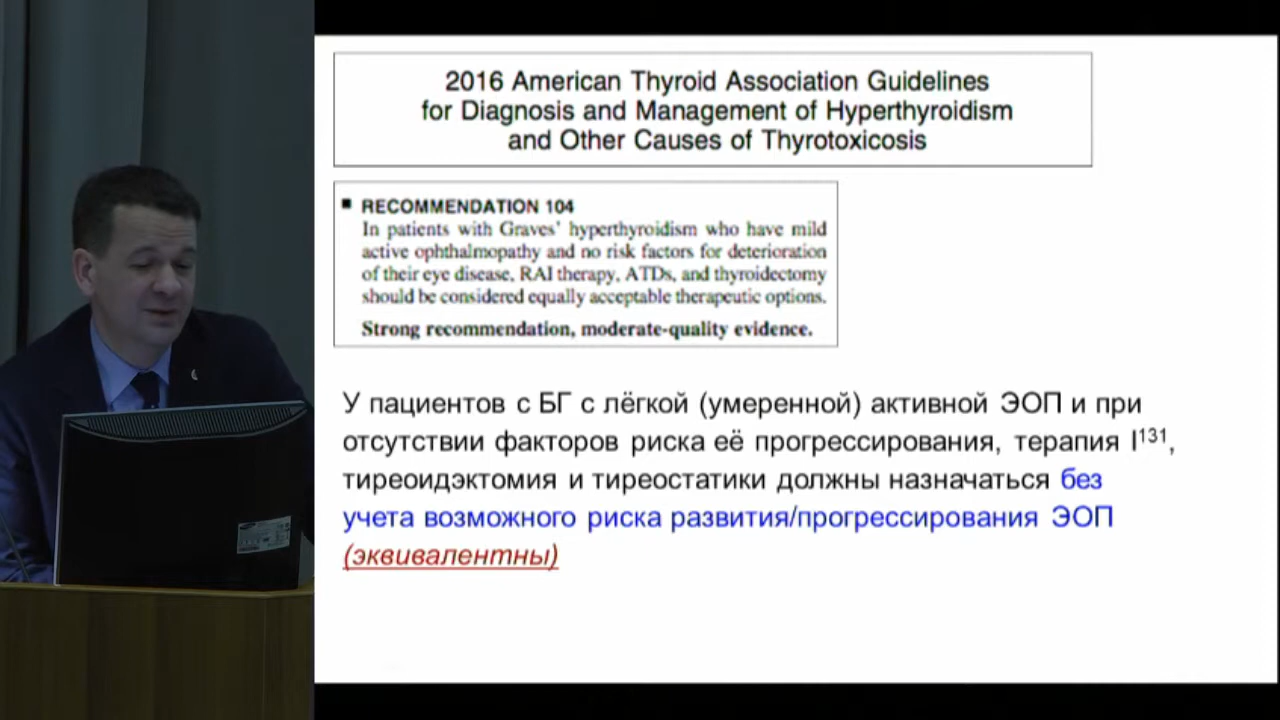 2016 American Thyroid Association Guidelines
for Diagnosis and Management of Hyperthyroidism
and Other Causes of Thyrotoxicosis
■ RECOMMENDATION 104
In patients with Graves' hyperthyroidism who have mild
active ophthalmopathy and no risk factors for deterioration
of their eye disease, RAI therapy, ATDs, and thyroidectomy
should be considered equally acceptable therapeutic options.
Strong recommendation, moderate-quality evidence.
У пациентов с БГ с лёгкой (умеренной) активной ЭОП и при
отсутствии факторов риска её прогрессирования, терапия I¹³¹,
тиреоидэктомия и тиреостатики должны назначаться без
учета возможного риска развития/прогрессирования ЭОП
(эквивалентны)